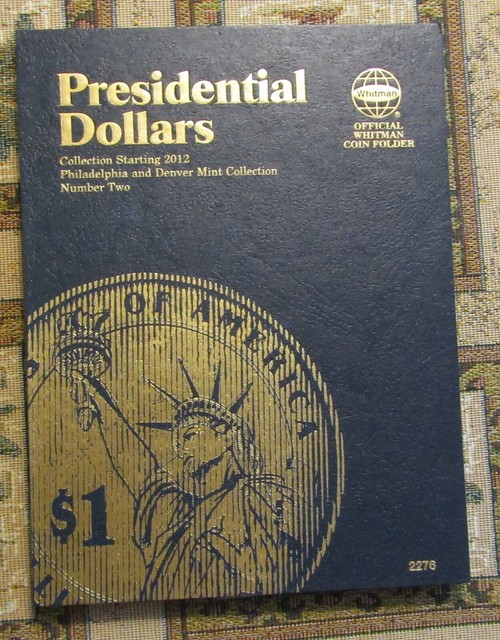 Presidential
Dollars
Collection Starting 2012
Philadelphia and Denver Mint Collection
Number Two
Whitman
®
OFFICIAL
WHITMAN
COIN FOLDER
OF AMERICA
$1
2276